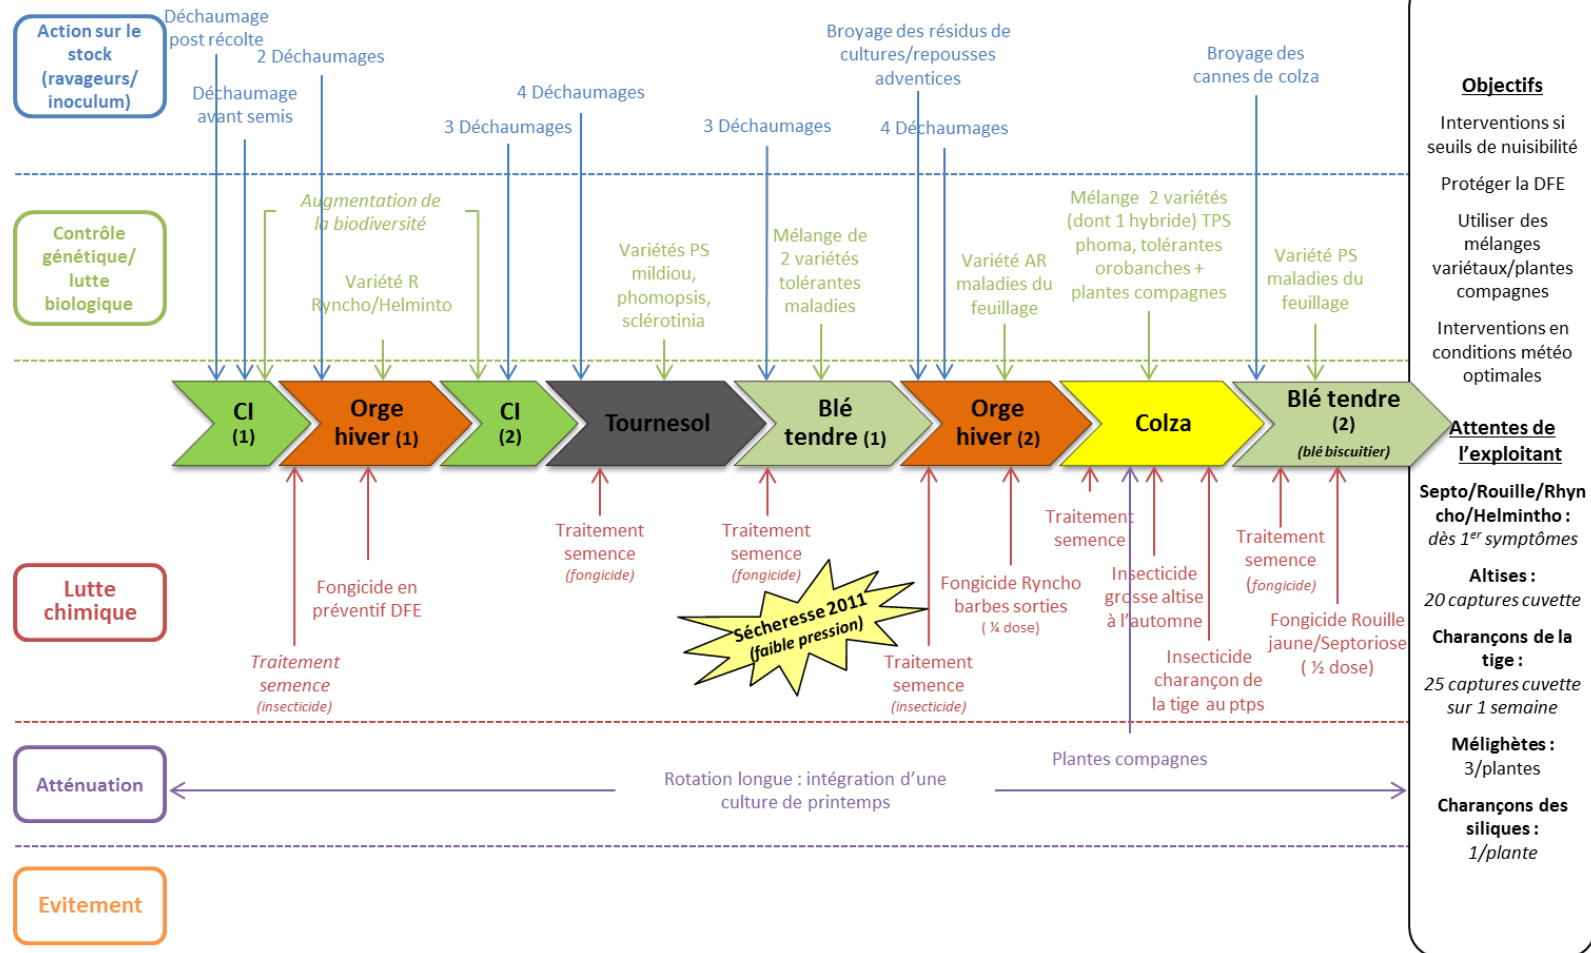 Action sur le
stock
(ravageurs/
inoculum)
Déchaumage
post récolte
2 Déchaumages
Déchaumage
avant semis
3 Déchaumages
4 Déchaumages
3 Déchaumages
Broyage des résidus de
cultures/repousses
adventices
4 Déchaumages
Broyage des
cannes de colza
Contrôle
génétique/
lutte
biologique
Augmentation de
la biodiversité
Variété R
Ryncho/Helminto
Variétés PS
mildiou,
phomopsis,
sclérotinia
Mélange de
2 variétés
tolérantes
maladies
Variété AR
maladies du
feuillage
Mélange 2 variétés
(dont 1 hybride) TPS
phoma, tolérantes
orobanches +
plantes compagnes
Variété PS
maladies du
feuillage
CI
(1)
Orge
hiver (1)
CI
(2)
Tournesol
Blé
tendre (1)
Orge
hiver (2)
Colza
Blé tendre
(2)
(blé biscuitier)
Lutte
chimique
Traitement
semence
(insecticide)
Fongicide en
préventif DFE
Traitement
semence
(fongicide)
Traitement
semence
(fongicide)
Sécheresse 2011
(faible pression)
Traitement
semence
(insecticide)
Fongicide Ryncho
barbes sorties
( ¼ dose)
Traitement
semence
Insecticide
grosse altise
à l’automne
Insecticide
charançon de
la tige au ptps
Traitement
semence
(fongicide)
Fongicide Rouille
jaune/Septoriose
( ½ dose)
Atténuation
Rotation longue : intégration d’une
culture de printemps
Plantes compagnes
Evitement
Objectifs
Interventions si
seuils de nuisibilité
Protéger la DFE
Utiliser des
mélanges
variétaux/plantes
compagnes
Interventions en
conditions météo
optimales
Attentes de
l’exploitant
Septo/Rouille/Rhyn
cho/Helmintho :
dès 1er symptômes
Altises :
20 captures cuvette
Charançons de la
tige :
25 captures cuvette
sur 1 semaine
Mélighètes :
3/plantes
Charançons des
siliques :
1/plante